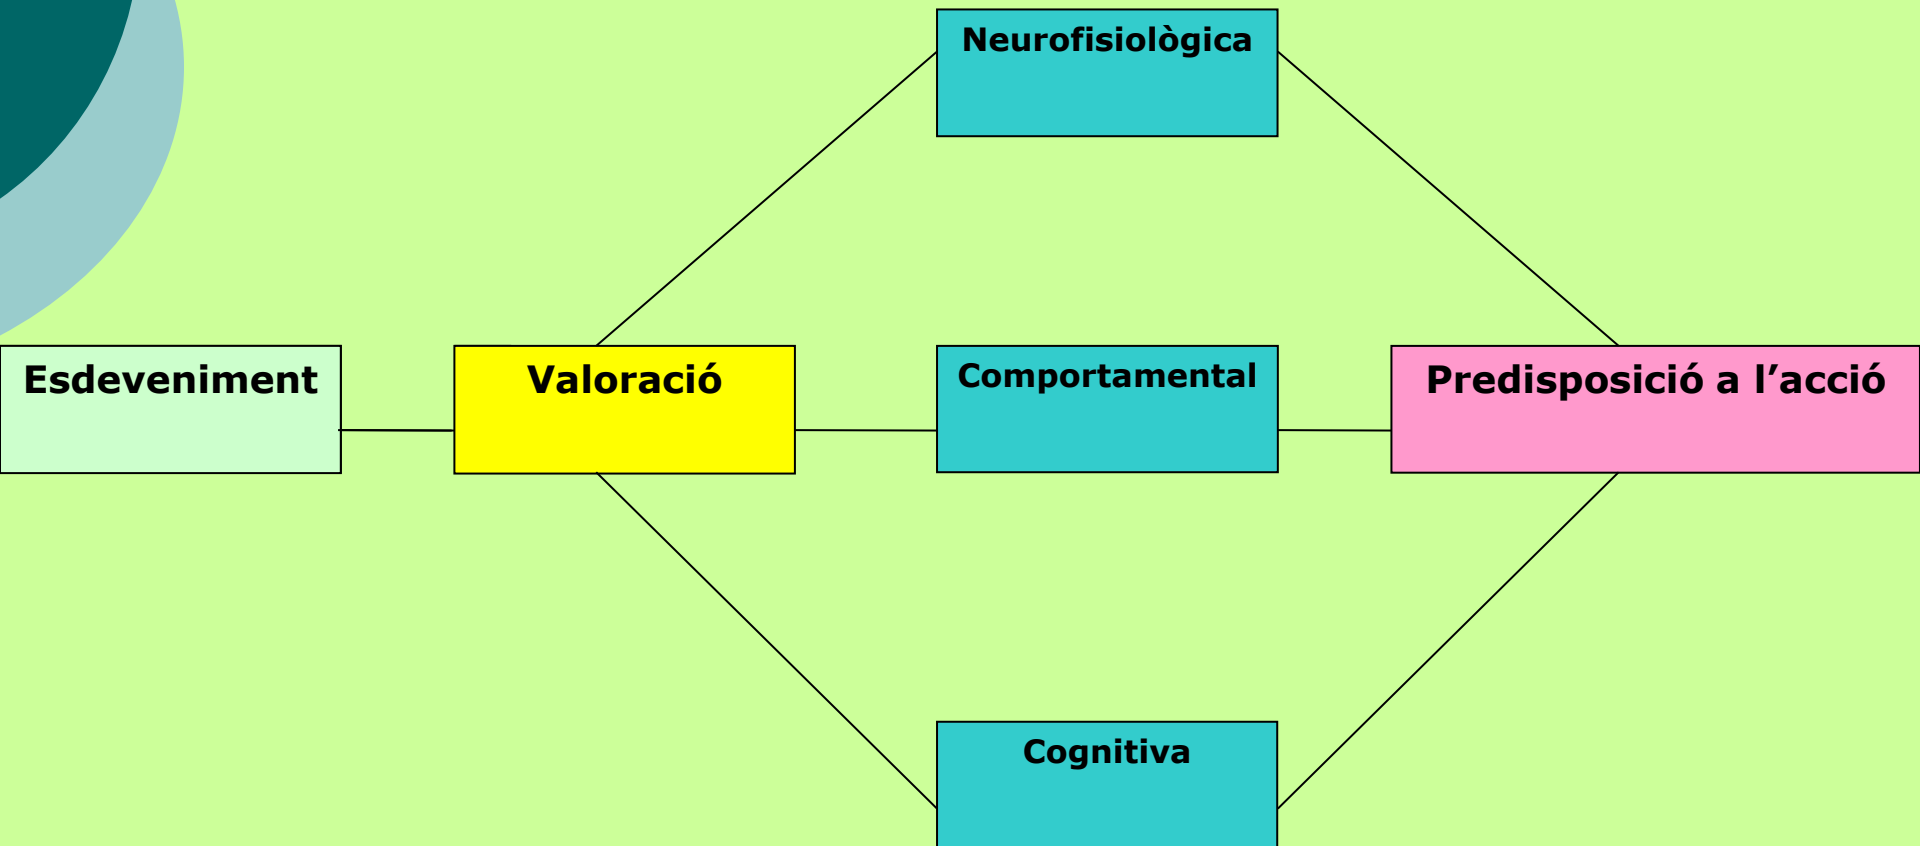 Neurofisiològica
Esdeveniment
Valoració
Comportamental
Predisposició a l’acció
Cognitiva